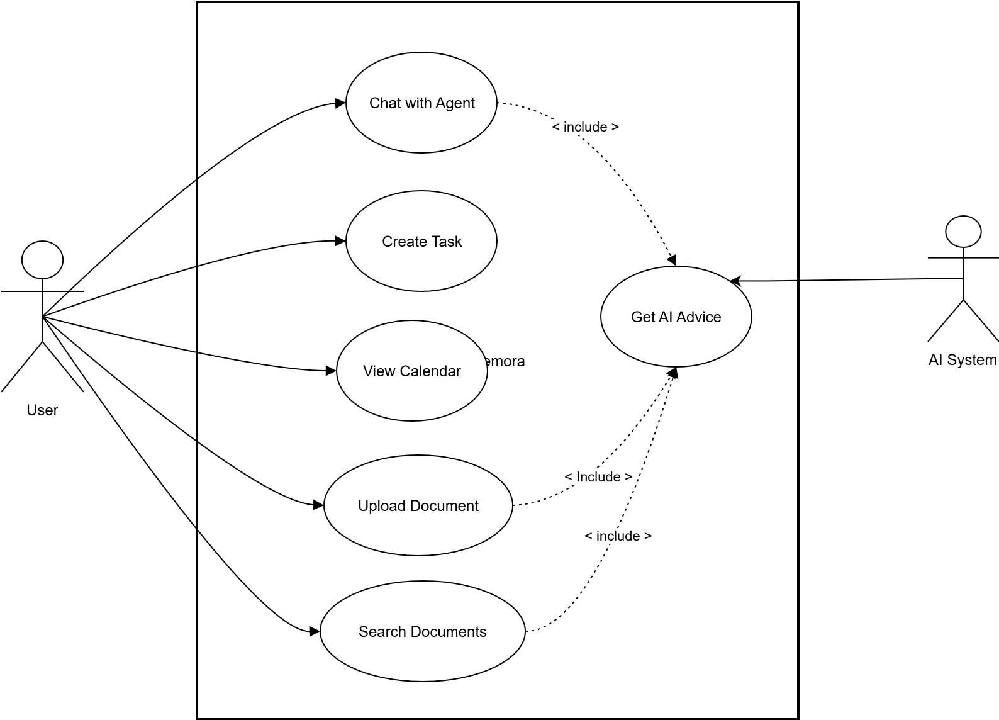 Chat with Agent
< include >
Create Task
Get AI Advice
View Calendar
AI System
User
< Include >
Upload Document
< include >
Search Documents